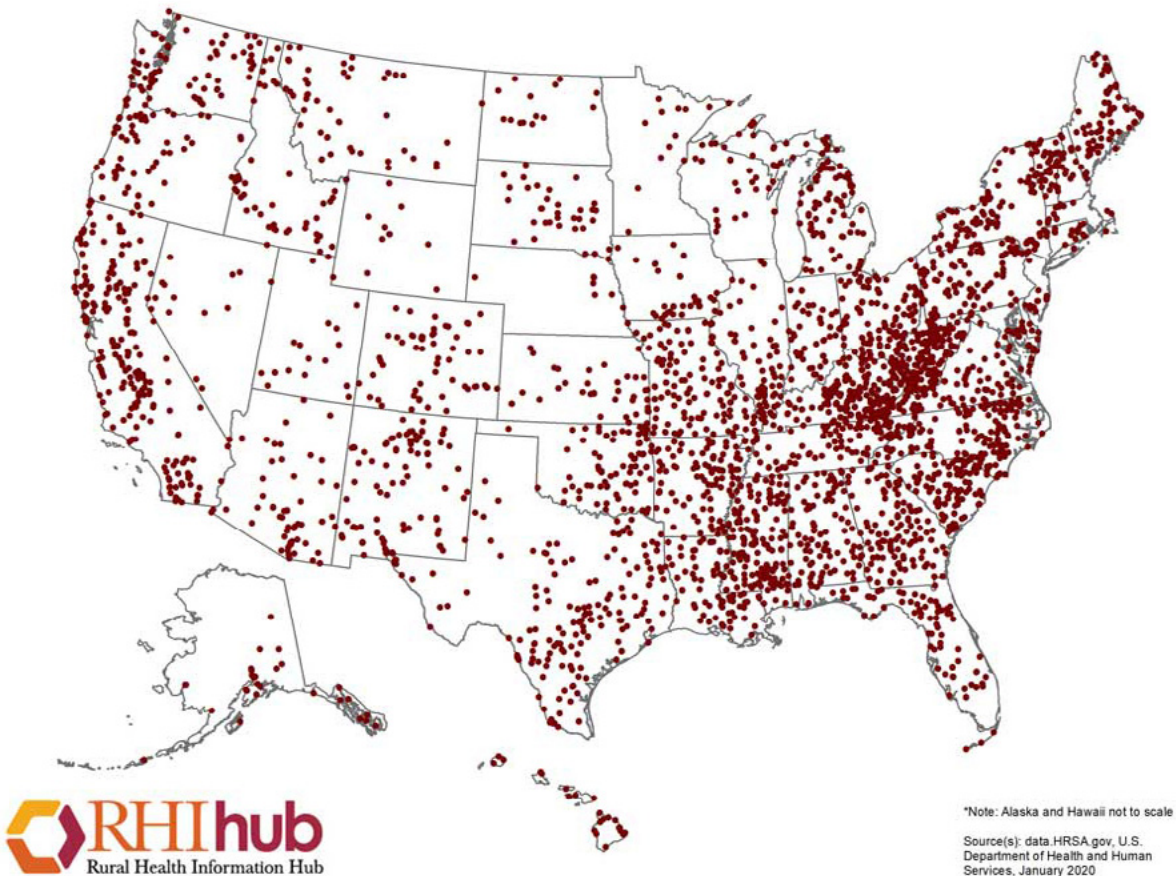 RHIhub
Rural Health Information Hub
*Note: Alaska and Hawaii not to scale
Source(s): data.HRSA.gov, U.S.
Department of Health and Human
Services, January 2020